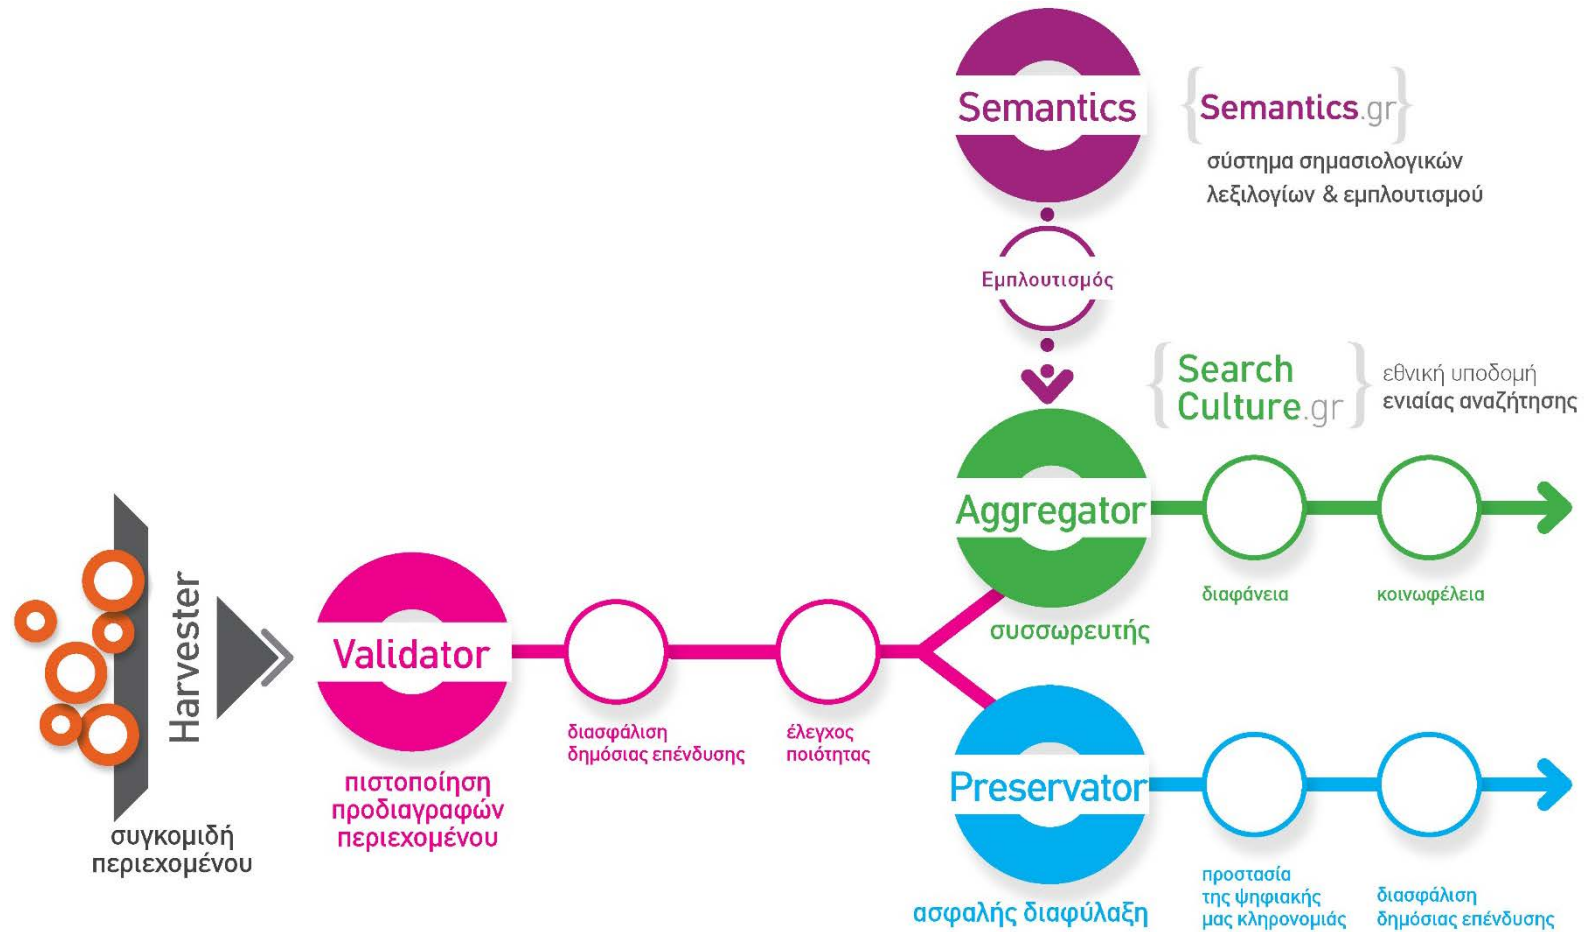 Semantics
{Semantics.gr}
σύστημα σημασιολογικών
λεξιλογίων & εμπλουτισμού
Εμπλουτισμός
{Search
Culture.gr}
εθνική υποδομή
ενιαίας αναζήτησης
Aggregator
συσσωρευτής
διαφάνεια
κοινωφέλεια
Harvester
συγκομιδή
περιεχομένου
Validator
πιστοποίηση
προδιαγραφών
περιεχομένου
διασφάλιση
δημόσιας επένδυσης
έλεγχος
ποιότητας
Preservator
ασφαλής διαφύλαξη
προστασία
της ψηφιακής
μας κληρονομιάς
διασφάλιση
δημόσιας επένδυσης